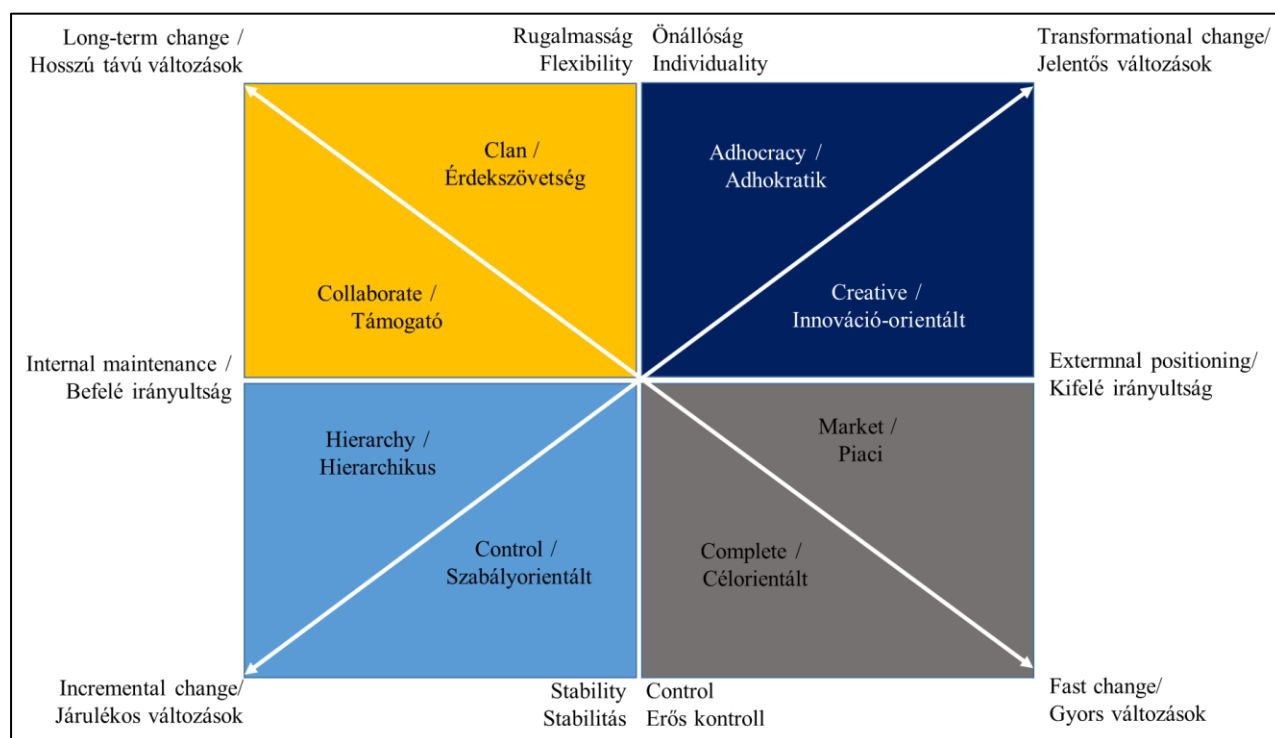 Long-term change /
Hosszú távú változások
Rugalmasság
Flexibility
Önállóság
Individuality
Transformational change/
Jelentős változások
Clan /
Érdekszövetség
Adhocracy /
Adhokratik
Collaborate /
Támogató
Creative /
Innováció-orientált
Internal maintenance /
Befelé irányultság
Extermnal positioning/
Kifelé irányultság
Hierarchy /
Hierarchikus
Market /
Piaci
Control /
Szabályorientált
Complete /
Célorientált
Incremental change/
Járulékos változások
Stability
Stabilitás
Control
Erős kontroll
Fast change/
Gyors változások